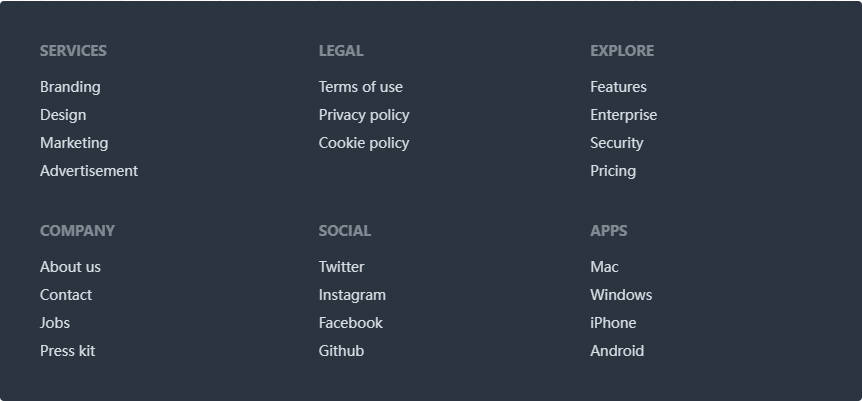 SERVICES
Branding
Design
Marketing
Advertisement
LEGAL
Terms of use
Privacy policy
Cookie policy
EXPLORE
Features
Enterprise
Security
Pricing
COMPANY
About us
Contact
Jobs
Press kit
SOCIAL
Twitter
Instagram
Facebook
Github
APPS
Mac
Windows
iPhone
Android